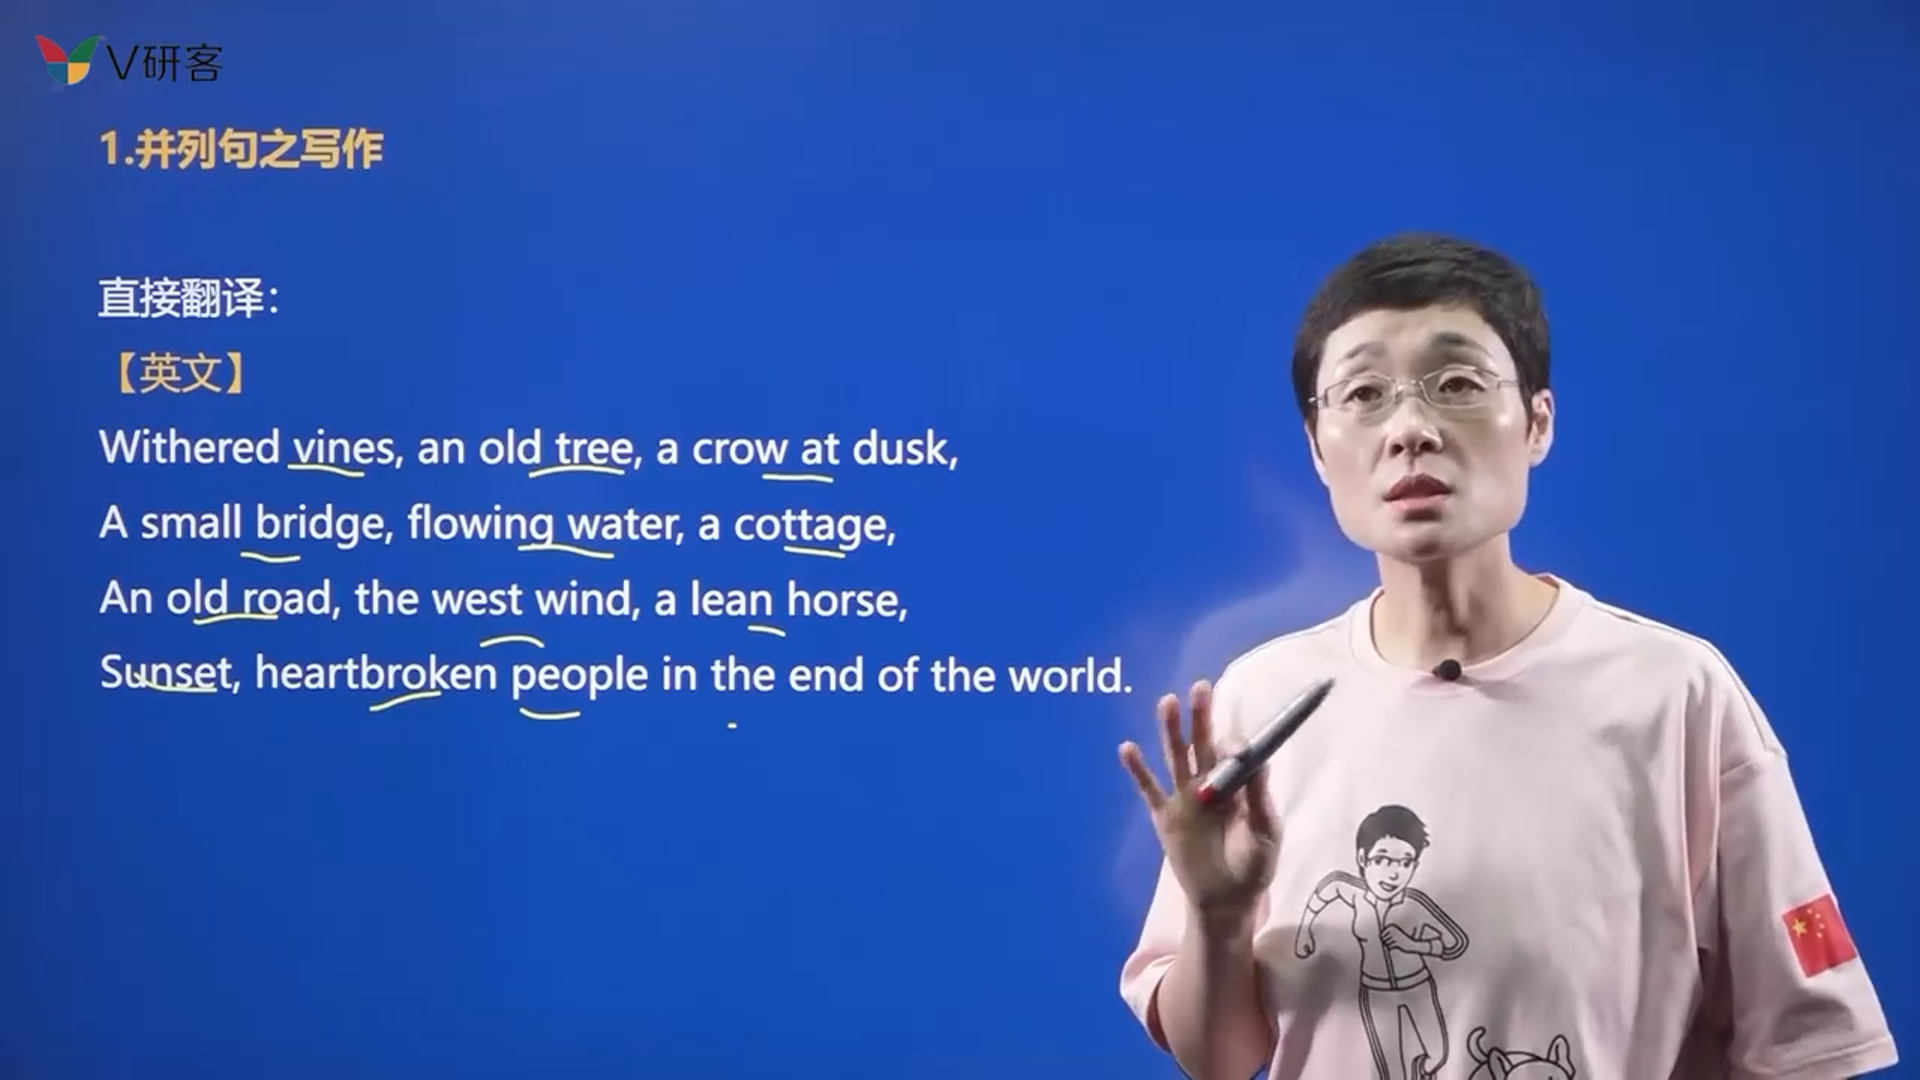 V研客
1.并列句之写作
直接翻译：
【英文】
Withered vines, an old tree, a crow at dusk,
A small bridge, flowing water, a cottage,
An old road, the west wind, a lean horse,
Sunset, heartbroken people in the end of the world.